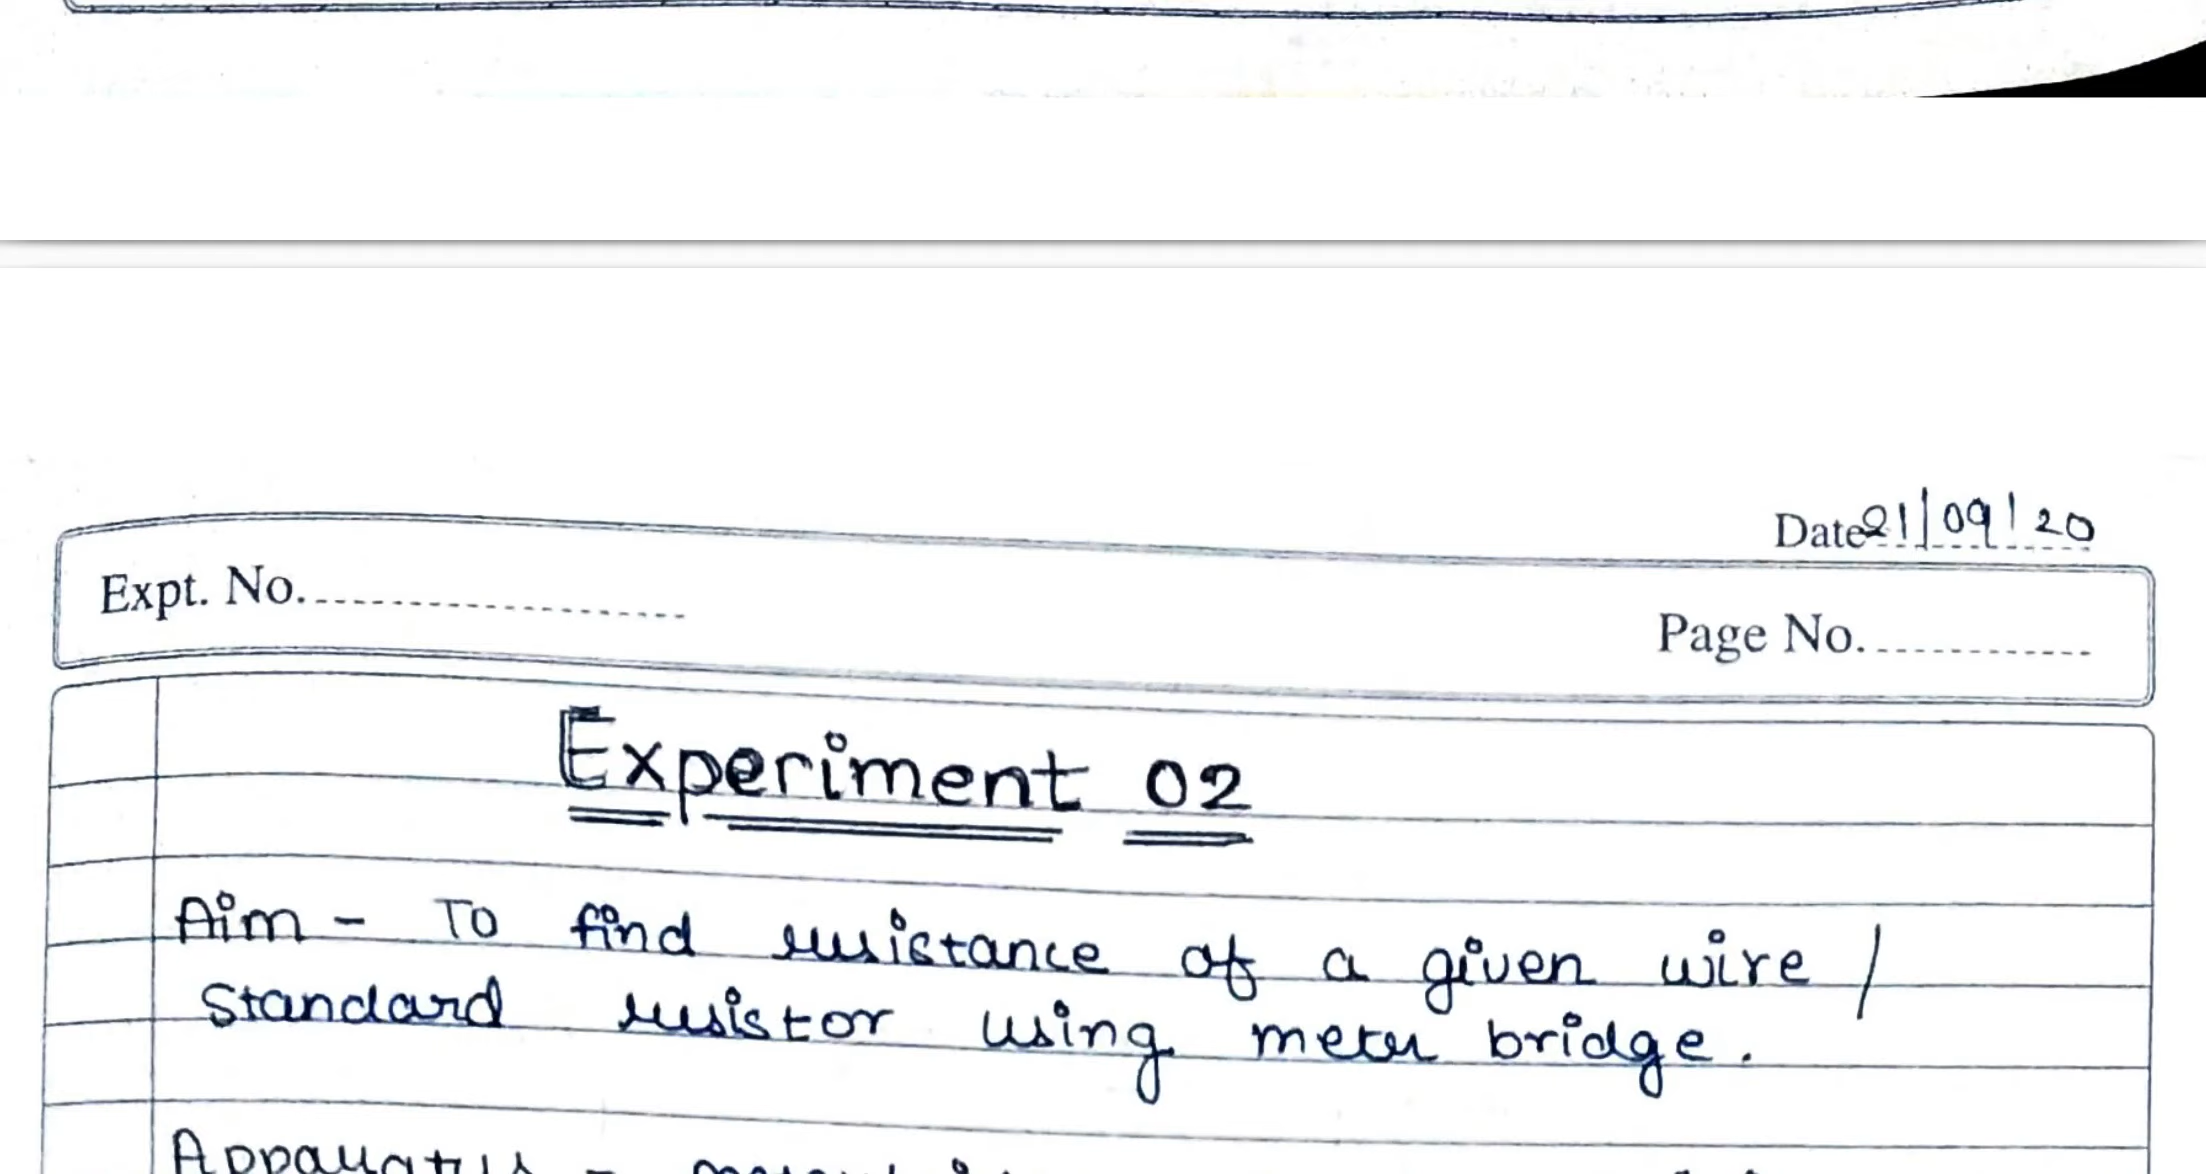 Date 21/09/20
Expt. No.
Page No.
Experiment 02
Aim - To find resistance of a given wire /
Standard resistor using meter bridge.
Apparatus -